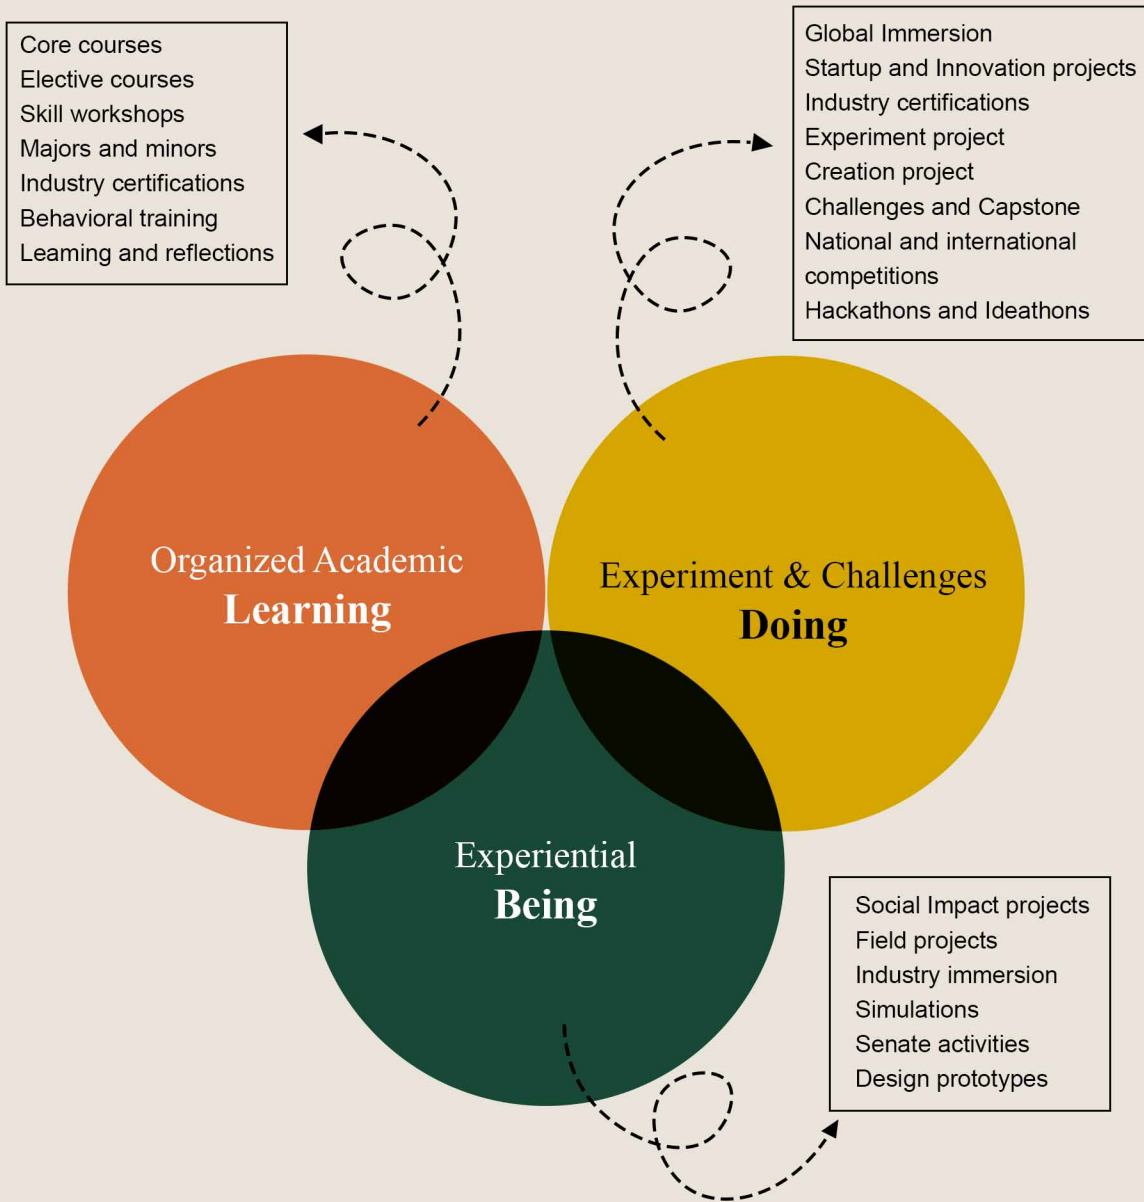 Core courses
Elective courses
Skill workshops
Majors and minors
Industry certifications
Behavioral training
Leaming and reflections
Global Immersion
Startup and Innovation projects
Industry certifications
Experiment project
Creation project
Challenges and Capstone
National and international
competitions
Hackathons and Ideathons
Organized Academic
Learning
Experiment & Challenges
Doing
Experiential
Being
Social Impact projects
Field projects
Industry immersion
Simulations
Senate activities
Design prototypes